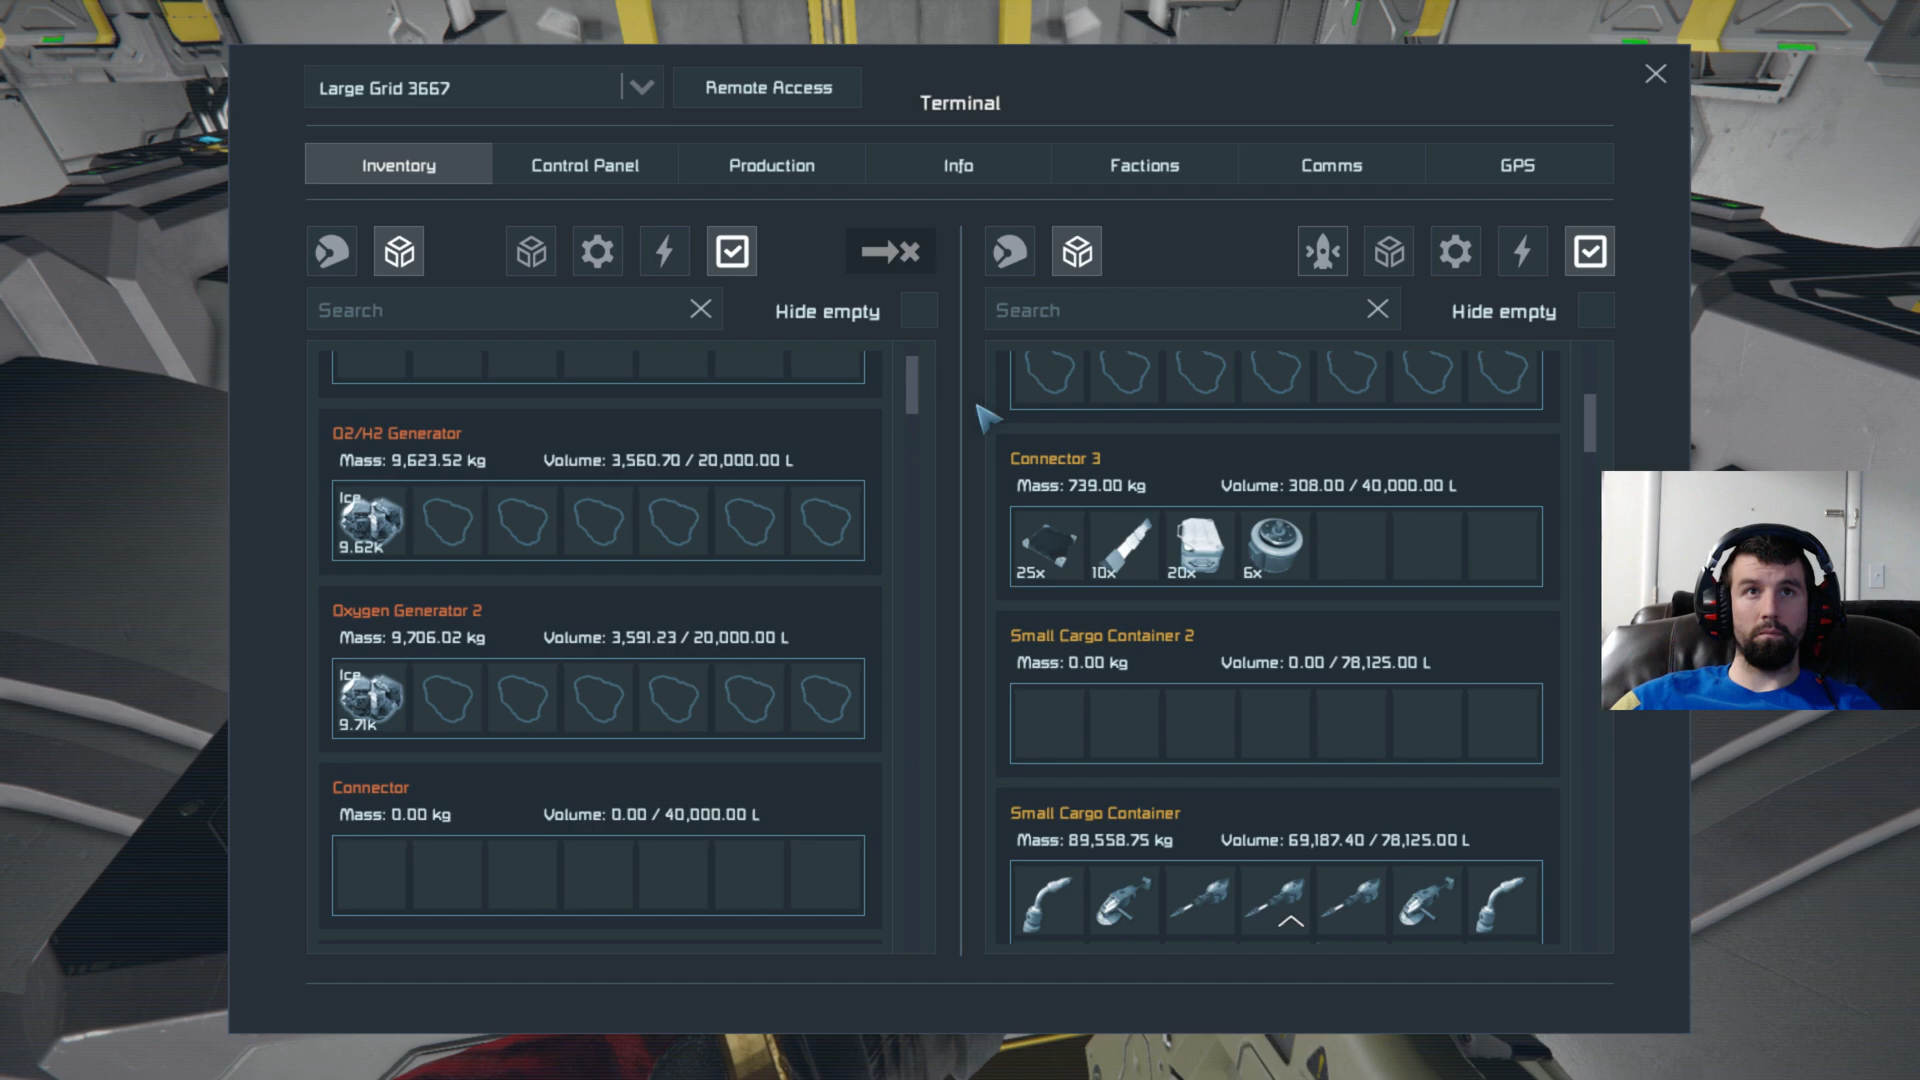 Large Grid 3667
Remote Access
Terminal
Inventory
Control Panel
Production
Info
Factions
Comms
GPS
Search
Hide empty
O2/H2 Generator
Mass: 9,623.52 kg
Volume: 3,560.70 / 20,000.00 L
Ice
9.62k
Oxygen Generator 2
Mass: 9,706.02 kg
Volume: 3,591.23 / 20,000.00 L
Ice
9.71k
Connector
Mass: 0.00 kg
Volume: 0.00 / 40,000.00 L
Search
Hide empty
Connector 3
Mass: 739.00 kg
Volume: 308.00 / 40,000.00 L
25x
10x
20x
6x
Small Cargo Container 2
Mass: 0.00 kg
Volume: 0.00 / 78,125.00 L
Small Cargo Container
Mass: 89,558.75 kg
Volume: 69,187.40 / 78,125.00 L